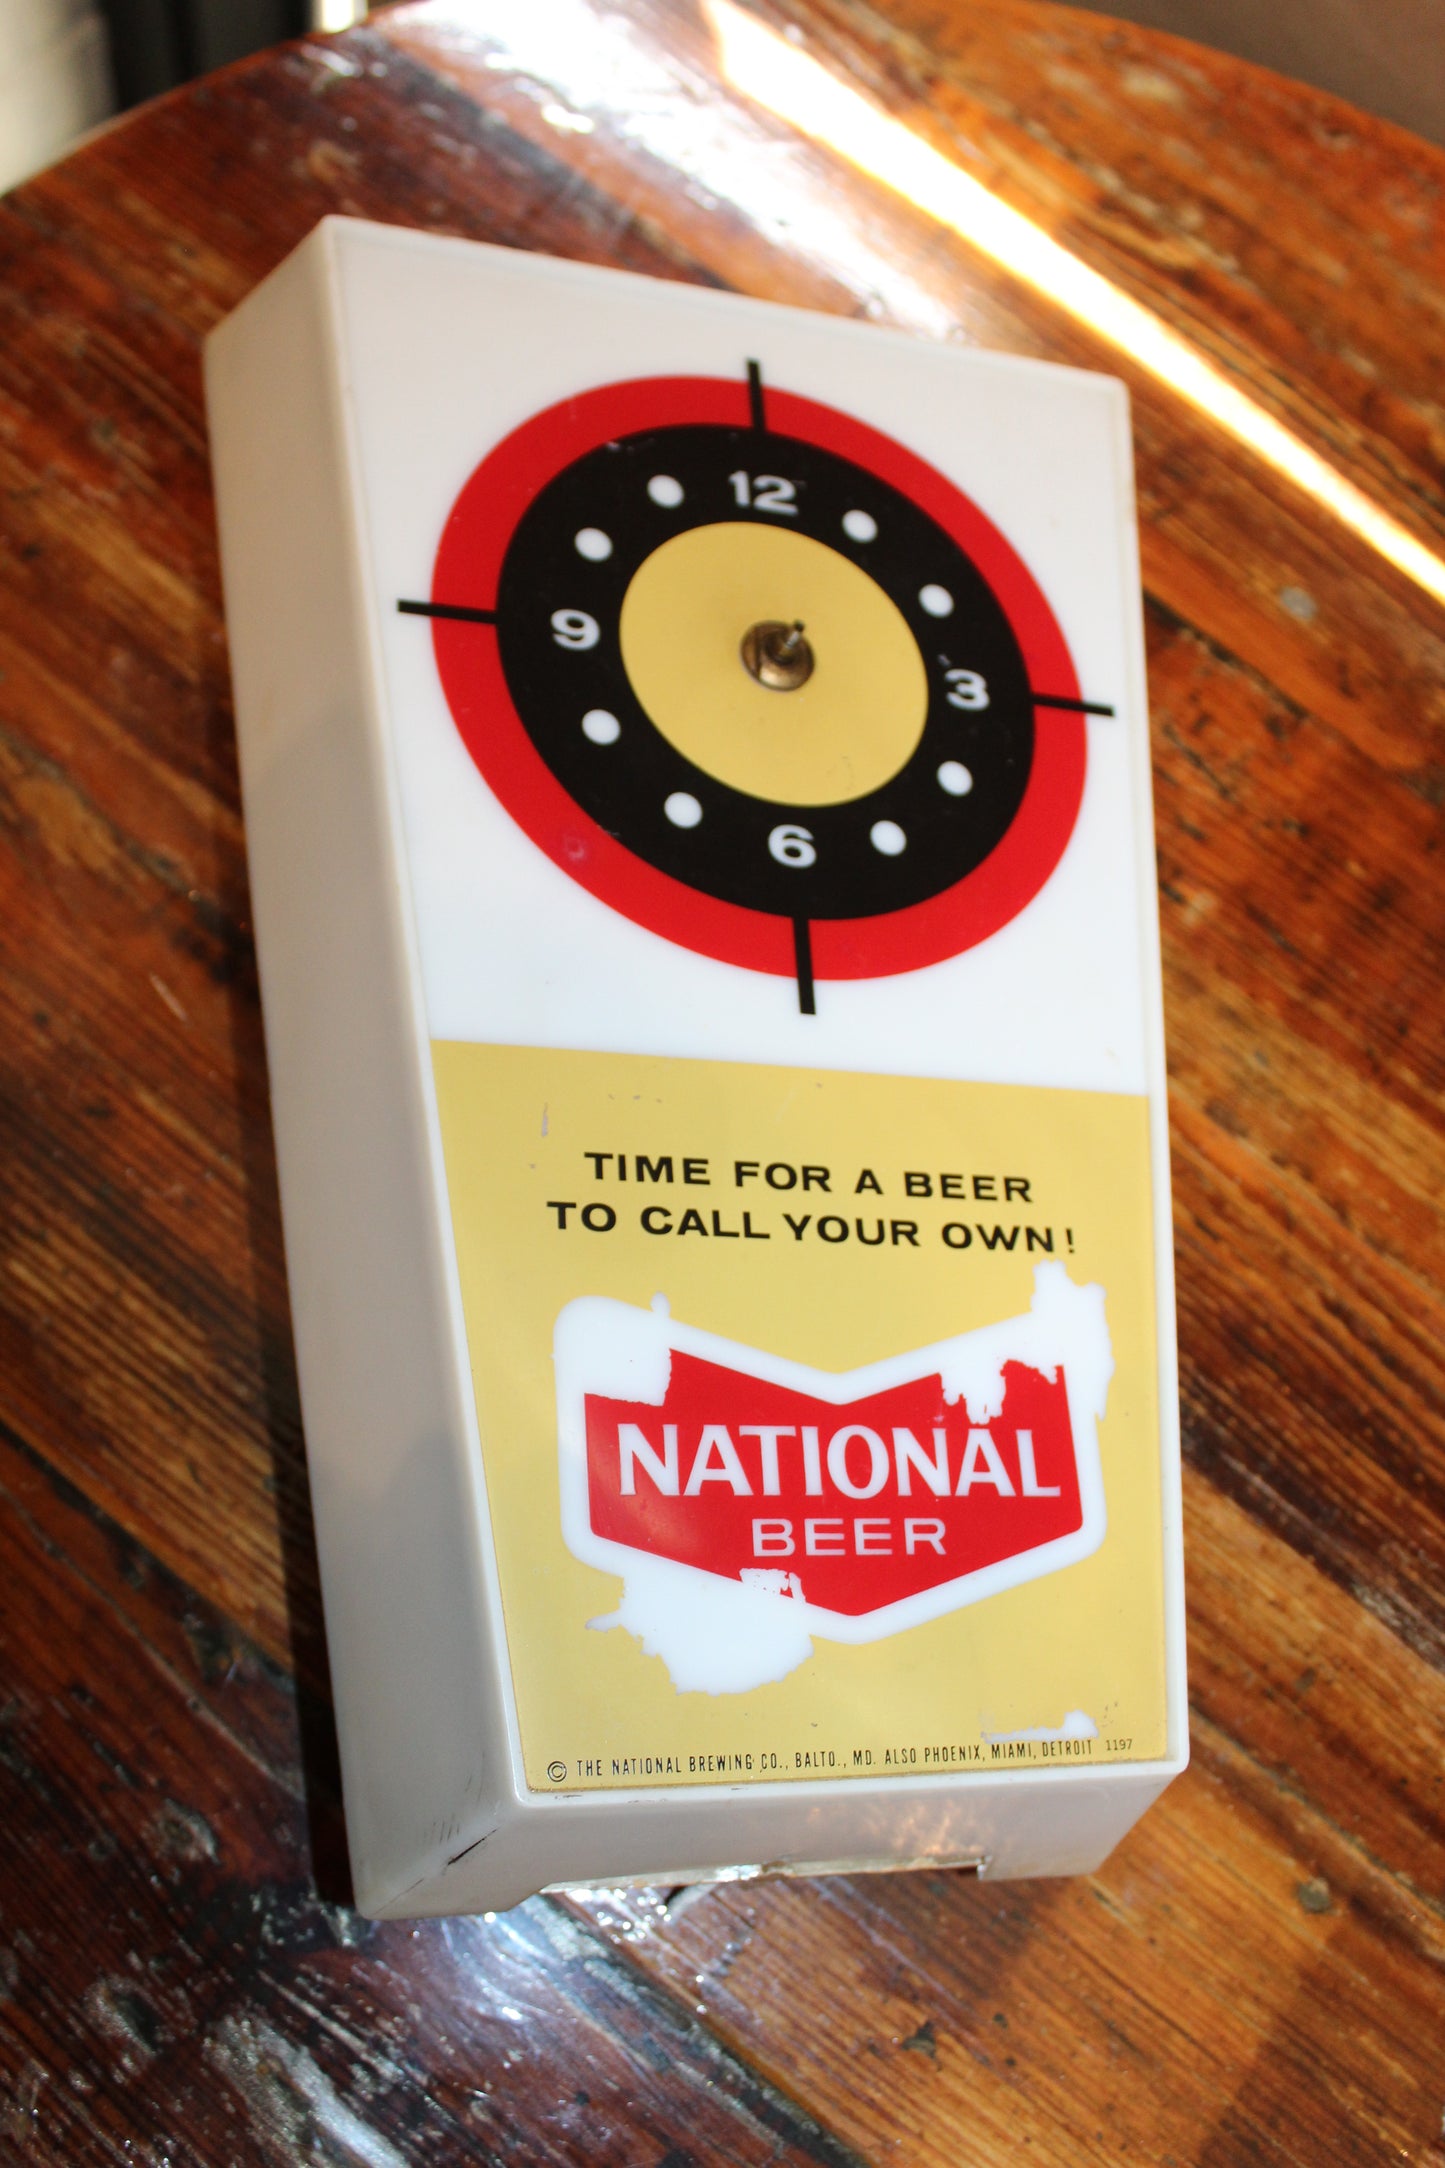 12
9
3
6
TIME FOR A BEER
TO CALL YOUR OWN!
NATIONAL
BEER
© THE NATIONAL BREWING CO., BALTO., MD. ALSO PHOENIX, MIAMI, DETROIT 1197